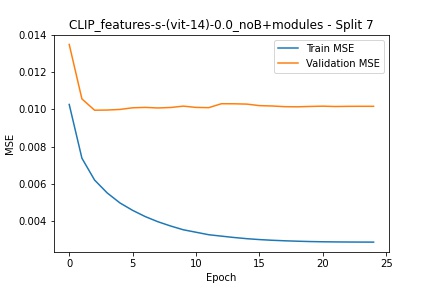 CLIP_features-s-(vit-14)-0.0_noB+modules - Split 7
Train MSE
Validation MSE
0.014
0.012
0.010
0.008
0.006
0.004
MSE
0
5
10
15
20
25
Epoch